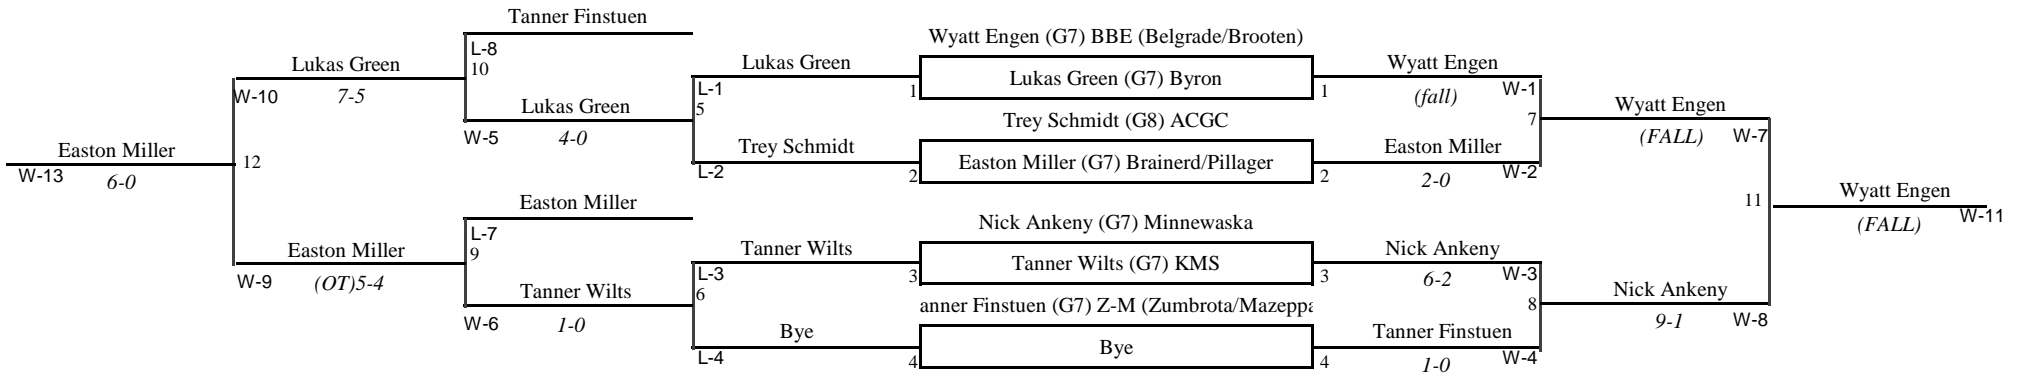 Tanner Finstuen
L-8
10
Lukas Green
W-10
7-5
Lukas Green
W-5
4-0
Easton Miller
W-13
6-0
12
Easton Miller
L-7
9
Easton Miller
W-9
(OT)5-4
Tanner Wilts
W-6
1-0
Lukas Green
L-1
5
1
Trey Schmidt
L-2
2
Tanner Wilts
L-3
6
3
Bye
L-4
4
Wyatt Engen (G7) BBE (Belgrade/Brooten)
Lukas Green (G7) Byron
Trey Schmidt (G8) ACGC
Easton Miller (G7) Brainerd/Pillager
Nick Ankeny (G7) Minnewaska
Tanner Wilts (G7) KMS
anner Finstuen (G7) Z-M (Zumbrota/Mazeppa
Bye
Wyatt Engen
1
(fall)
W-1
7
Easton Miller
2
2-0
W-2
Nick Ankeny
3
6-2
W-3
8
Tanner Finstuen
4
1-0
W-4
Wyatt Engen
(FALL)
W-7
11
Nick Ankeny
9-1
W-8
Wyatt Engen
(FALL)
W-11